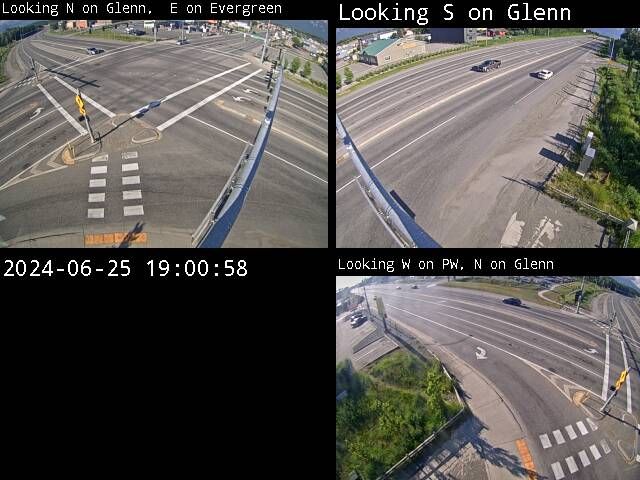 Looking N on Glenn, E on Evergreen
Looking S on Glenn
2024-06-25 19:00:58
Looking W on PW, N on Glenn